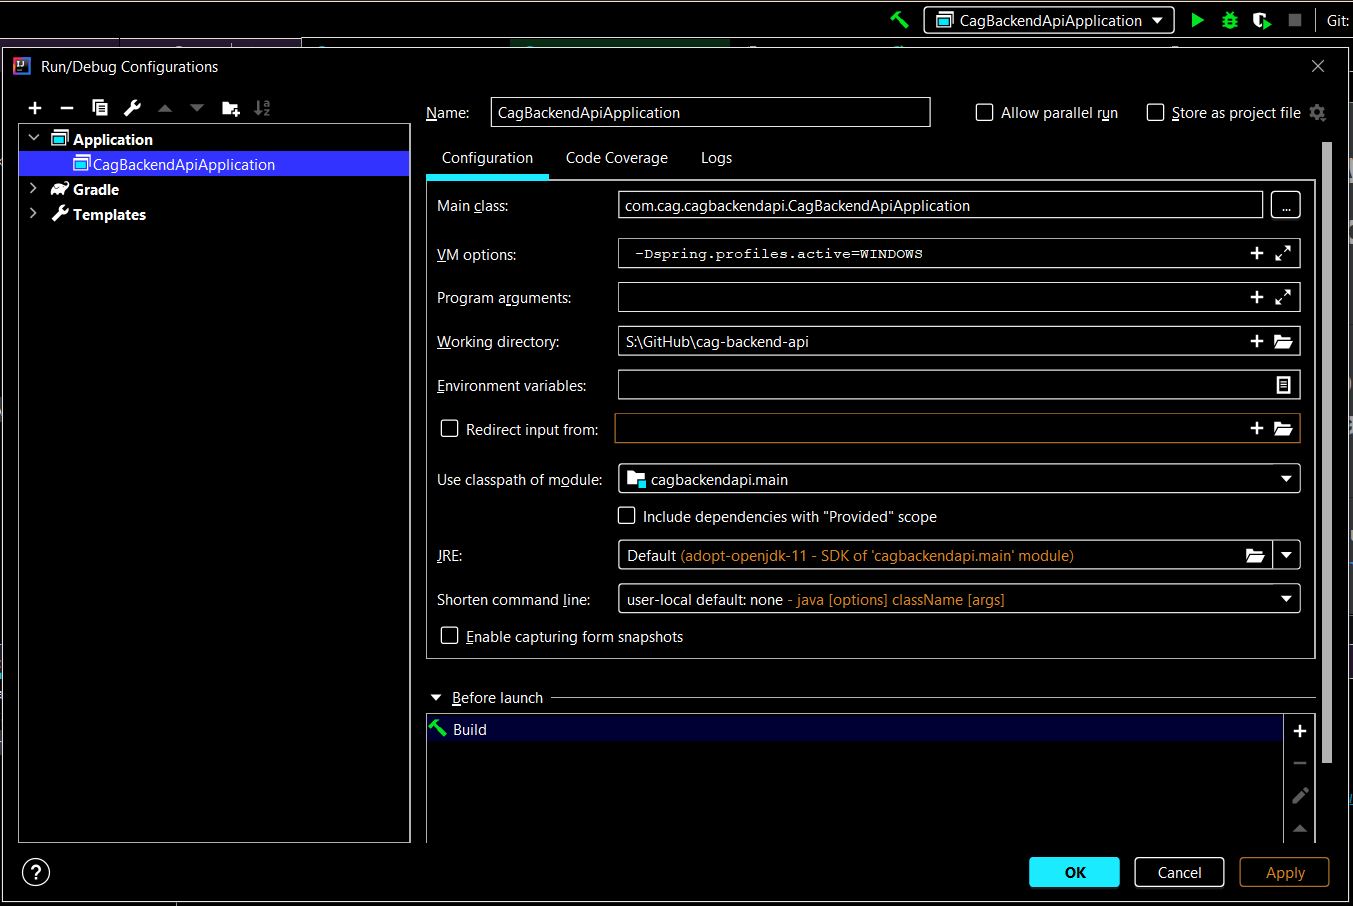 CagBackendApiApplication
Git:
Run/Debug Configurations
Name:
CagBackendApiApplication
Allow parallel run
Store as project file
Application
CagBackendApiApplication
Gradle
Templates
Configuration
Code Coverage
Logs
Main class:
com.cag.cagbackendapi.CagBackendApiApplication
...
VM options:
-Dspring.profiles.active=WINDOWS
Program arguments:
Working directory:
S:\GitHub\cag-backend-api
Environment variables:
Redirect input from:
Use classpath of module:
cagbackendapi.main
Include dependencies with "Provided" scope
JRE:
Default (adopt-openjdk-11 - SDK of 'cagbackendapi.main' module)
Shorten command line:
user-local default: none - java [options] className [args]
Enable capturing form snapshots
Before launch
Build
?
OK
Cancel
Apply